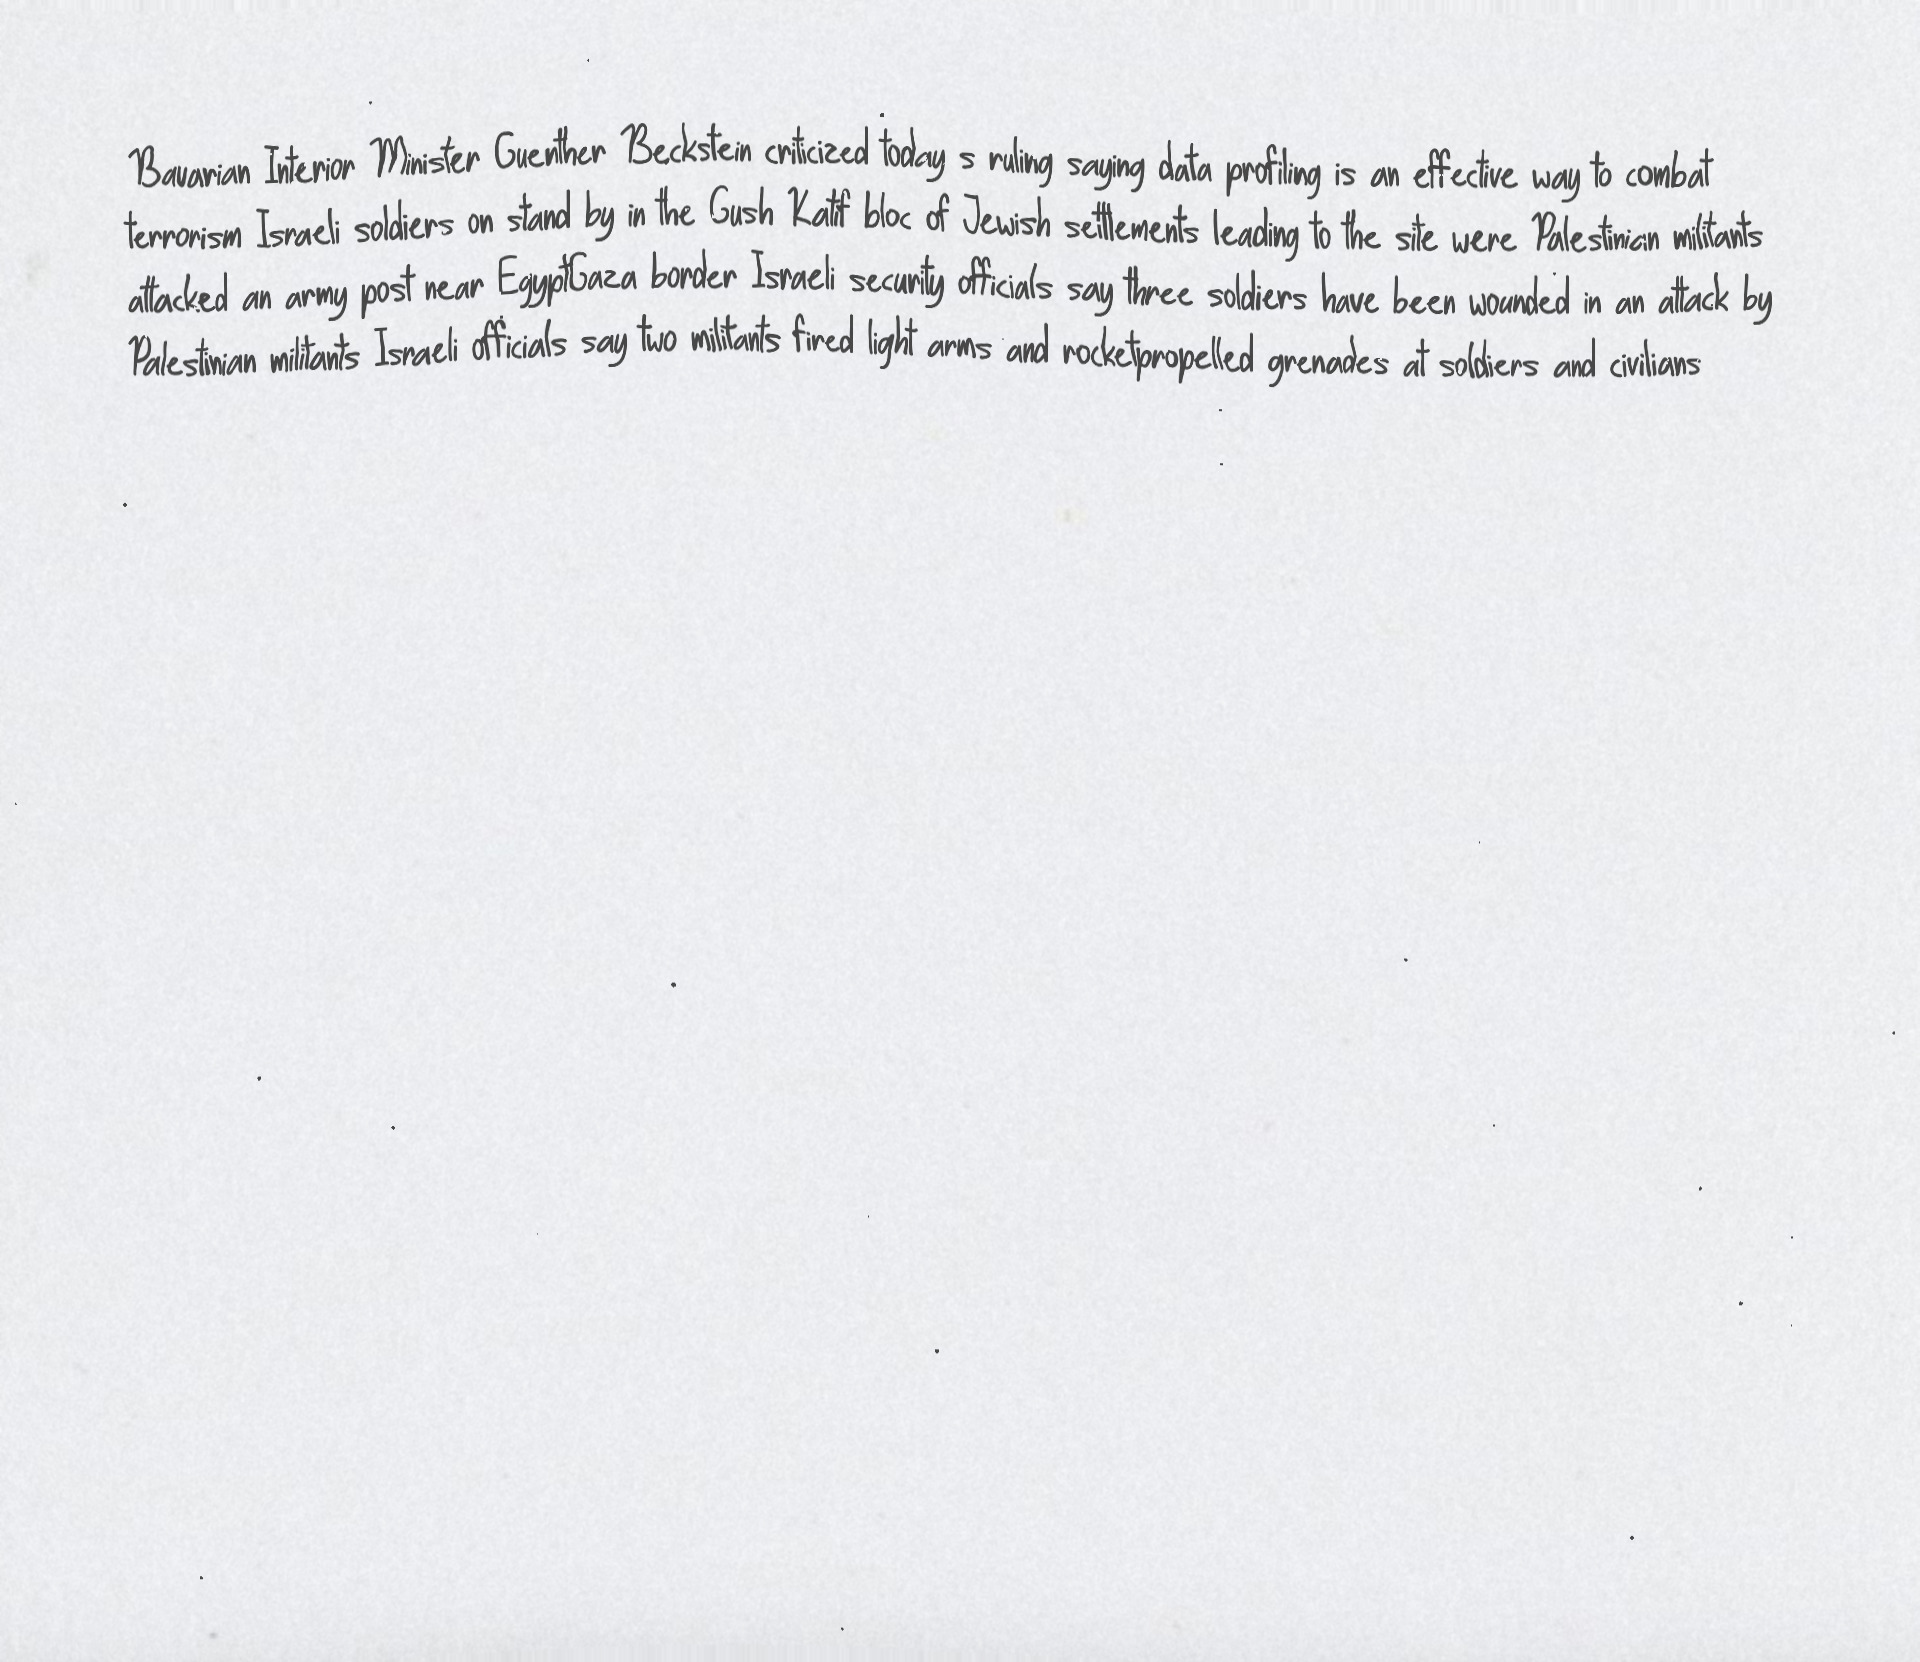 Bavarian Interior Minister Guenther Beckstein criticized today s ruling saying data profiling is an effective way to combat
terrorism Israeli soldiers on stand by in the Gush Katif bloc of Jewish settlements leading to the site were Palestinian militants
attacked an army post near EgyptGaza border Israeli security officials say three soldiers have been wounded in an attack by
Palestinian militants Israeli officials say two militants fired light arms and rocketpropelled grenades at soldiers and civilians